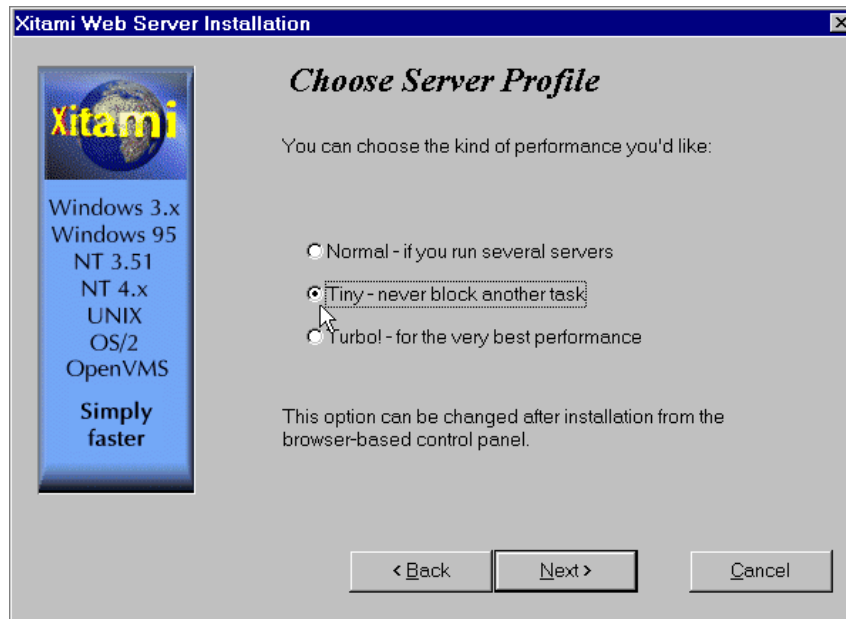 Xitami Web Server Installation
Xitami
Windows 3.x
Windows 95
NT 3.51
NT 4.x
UNIX
OS/2
OpenVMS
Simply
faster
Choose Server Profile
You can choose the kind of performance you'd like:
Normal - if you run several servers
Tiny - never block another task
Turbo! - for the very best performance
This option can be changed after installation from the
browser-based control panel.
< Back
Next >
Cancel